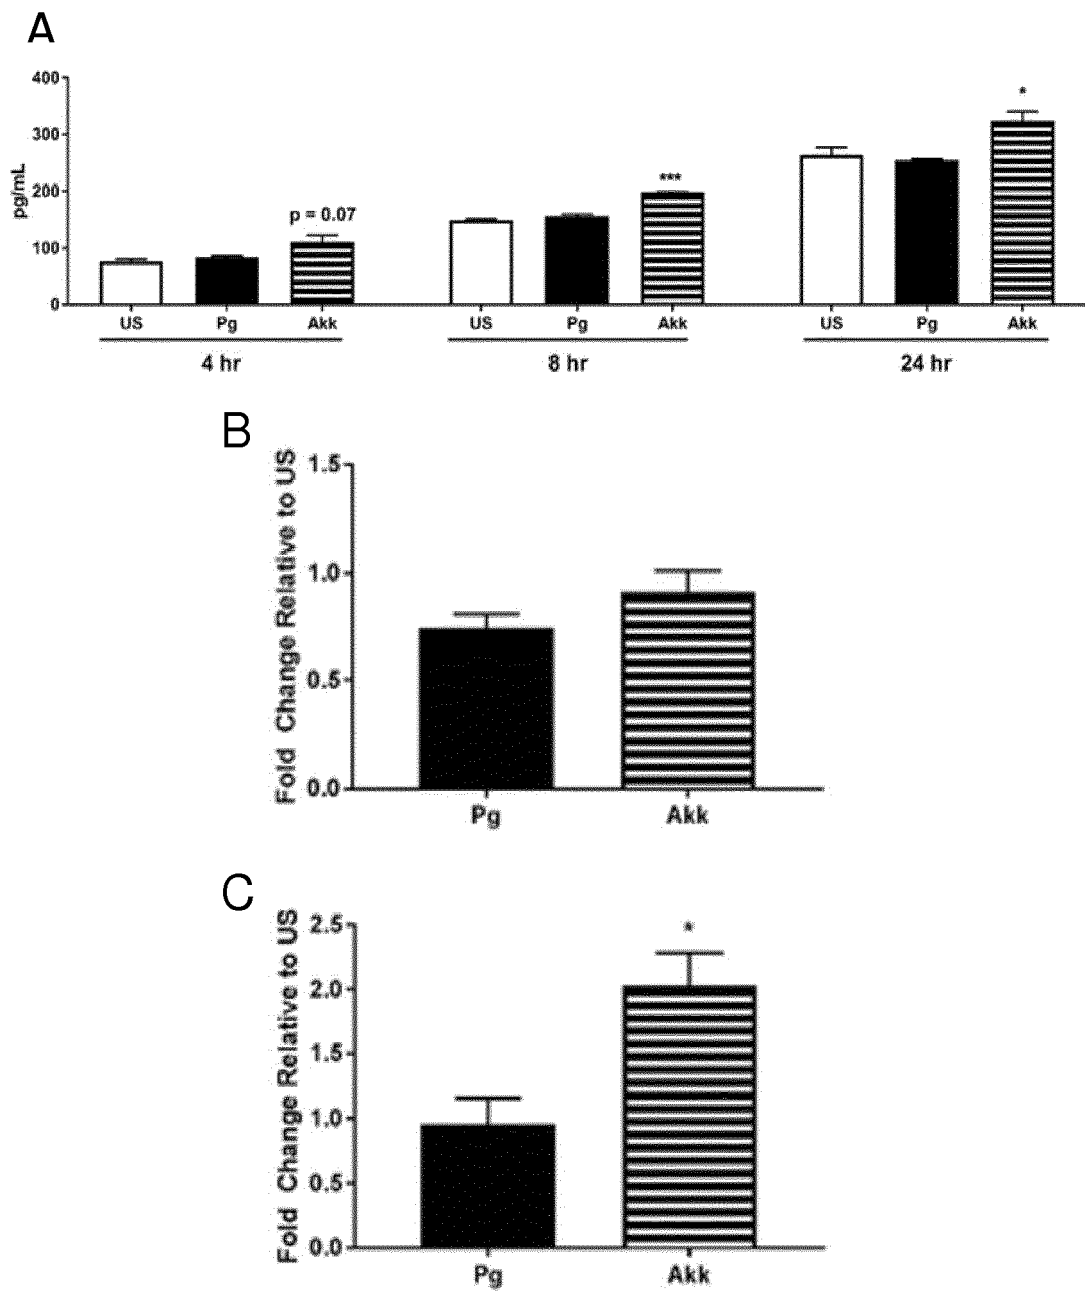 A
400
300
200
100
0
pg/mL
p = 0.07
***
*
US Pg Akk US Pg Akk US Pg Akk
4 hr 8 hr 24 hr
B
Fold Change Relative to US
1.5
1.0
0.5
0.0
Pg Akk
C
Fold Change Relative to US
2.5
2.0
1.5
1.0
0.5
0.0
*
Pg Akk